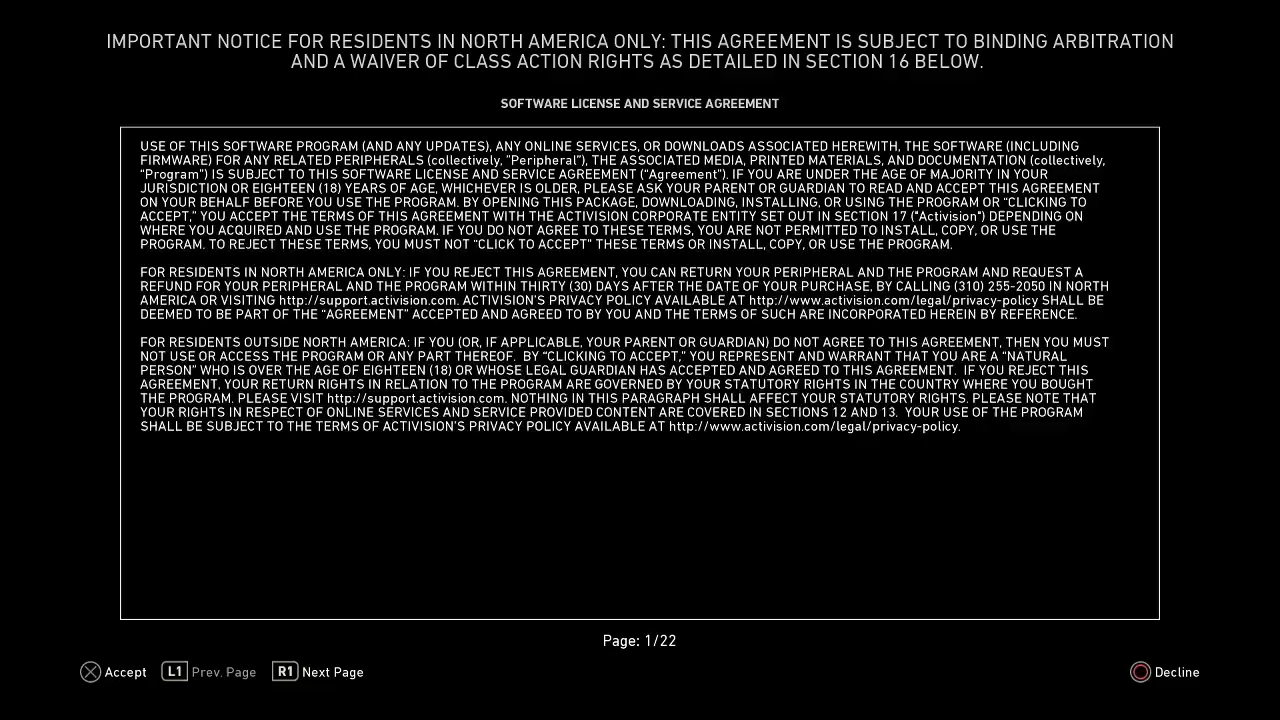 IMPORTANT NOTICE FOR RESIDENTS IN NORTH AMERICA ONLY: THIS AGREEMENT IS SUBJECT TO BINDING ARBITRATION
AND A WAIVER OF CLASS ACTION RIGHTS AS DETAILED IN SECTION 16 BELOW.
SOFTWARE LICENSE AND SERVICE AGREEMENT
USE OF THIS SOFTWARE PROGRAM (AND ANY UPDATES), ANY ONLINE SERVICES, OR DOWNLOADS ASSOCIATED HEREWITH, THE SOFTWARE (INCLUDING
FIRMWARE) FOR ANY RELATED PERIPHERALS (collectively, "Peripheral"), THE ASSOCIATED MEDIA, PRINTED MATERIALS, AND DOCUMENTATION (collectively,
"Program") IS SUBJECT TO THIS SOFTWARE LICENSE AND SERVICE AGREEMENT ("Agreement"). IF YOU ARE UNDER THE AGE OF MAJORITY IN YOUR
JURISDICTION OR EIGHTEEN (18) YEARS OF AGE, WHICHEVER IS OLDER, PLEASE ASK YOUR PARENT OR GUARDIAN TO READ AND ACCEPT THIS AGREEMENT
ON YOUR BEHALF BEFORE YOU USE THE PROGRAM. BY OPENING THIS PACKAGE, DOWNLOADING, INSTALLING, OR USING THE PROGRAM OR "CLICKING TO
ACCEPT," YOU ACCEPT THE TERMS OF THIS AGREEMENT WITH THE ACTIVISION CORPORATE ENTITY SET OUT IN SECTION 17 ("Activision") DEPENDING ON
WHERE YOU ACQUIRED AND USE THE PROGRAM. IF YOU DO NOT AGREE TO THESE TERMS, YOU ARE NOT PERMITTED TO INSTALL, COPY, OR USE THE
PROGRAM. TO REJECT THESE TERMS, YOU MUST NOT "CLICK TO ACCEPT" THESE TERMS OR INSTALL, COPY, OR USE THE PROGRAM.
FOR RESIDENTS IN NORTH AMERICA ONLY: IF YOU REJECT THIS AGREEMENT, YOU CAN RETURN YOUR PERIPHERAL AND THE PROGRAM AND REQUEST A
REFUND FOR YOUR PERIPHERAL AND THE PROGRAM WITHIN THIRTY (30) DAYS AFTER THE DATE OF YOUR PURCHASE, BY CALLING (310) 255-2050 IN NORTH
AMERICA OR VISITING http://support.activision.com. ACTIVISION'S PRIVACY POLICY AVAILABLE AT http://www.activision.com/legal/privacy-policy SHALL BE
DEEMED TO BE PART OF THE "AGREEMENT" ACCEPTED AND AGREED TO BY YOU AND THE TERMS OF SUCH ARE INCORPORATED HEREIN BY REFERENCE.
FOR RESIDENTS OUTSIDE NORTH AMERICA: IF YOU (OR, IF APPLICABLE, YOUR PARENT OR GUARDIAN) DO NOT AGREE TO THIS AGREEMENT, THEN YOU MUST
NOT USE OR ACCESS THE PROGRAM OR ANY PART THEREOF.  BY "CLICKING TO ACCEPT," YOU REPRESENT AND WARRANT THAT YOU ARE A "NATURAL
PERSON" WHO IS OVER THE AGE OF EIGHTEEN (18) OR WHOSE LEGAL GUARDIAN HAS ACCEPTED AND AGREED TO THIS AGREEMENT.  IF YOU REJECT THIS
AGREEMENT, YOUR RETURN RIGHTS IN RELATION TO THE PROGRAM ARE GOVERNED BY YOUR STATUTORY RIGHTS IN THE COUNTRY WHERE YOU BOUGHT
THE PROGRAM. PLEASE VISIT http://support.activision.com. NOTHING IN THIS PARAGRAPH SHALL AFFECT YOUR STATUTORY RIGHTS. PLEASE NOTE THAT
YOUR RIGHTS IN RESPECT OF ONLINE SERVICES AND SERVICE PROVIDED CONTENT ARE COVERED IN SECTIONS 12 AND 13.  YOUR USE OF THE PROGRAM
SHALL BE SUBJECT TO THE TERMS OF ACTIVISION'S PRIVACY POLICY AVAILABLE AT http://www.activision.com/legal/privacy-policy.
Page: 1/22
Accept L1 Prev. Page R1 Next Page Decline